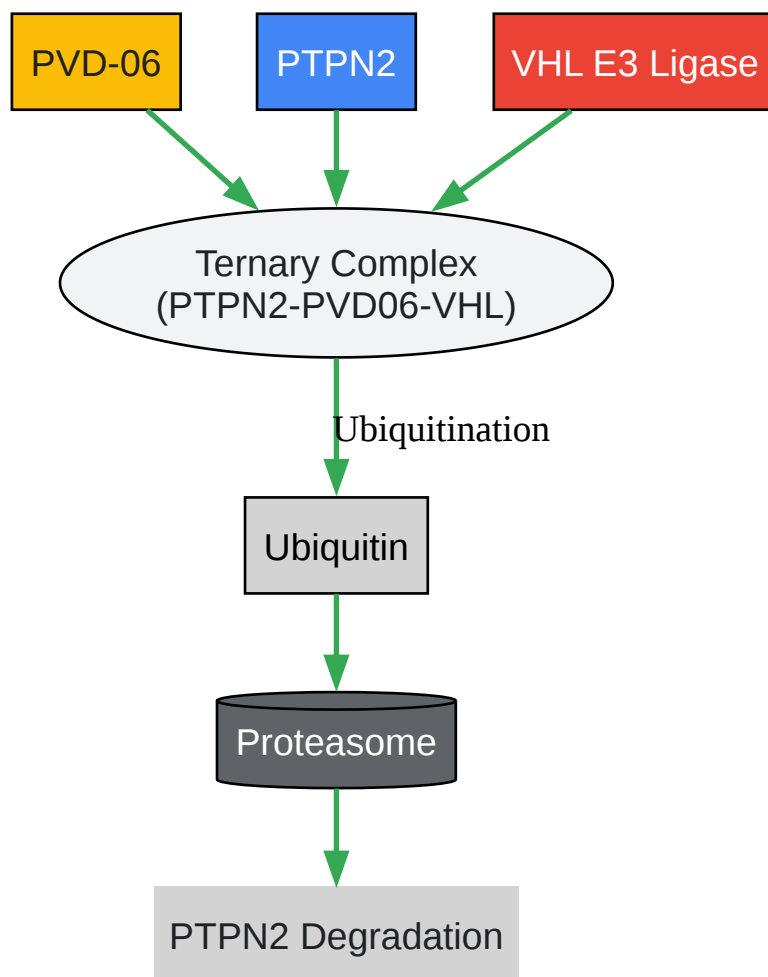 PVD-06
PTPN2
VHL E3 Ligase
Ternary Complex
(PTPN2-PVD06-VHL)
Ubiquitination
Ubiquitin
Proteasome
PTPN2 Degradation